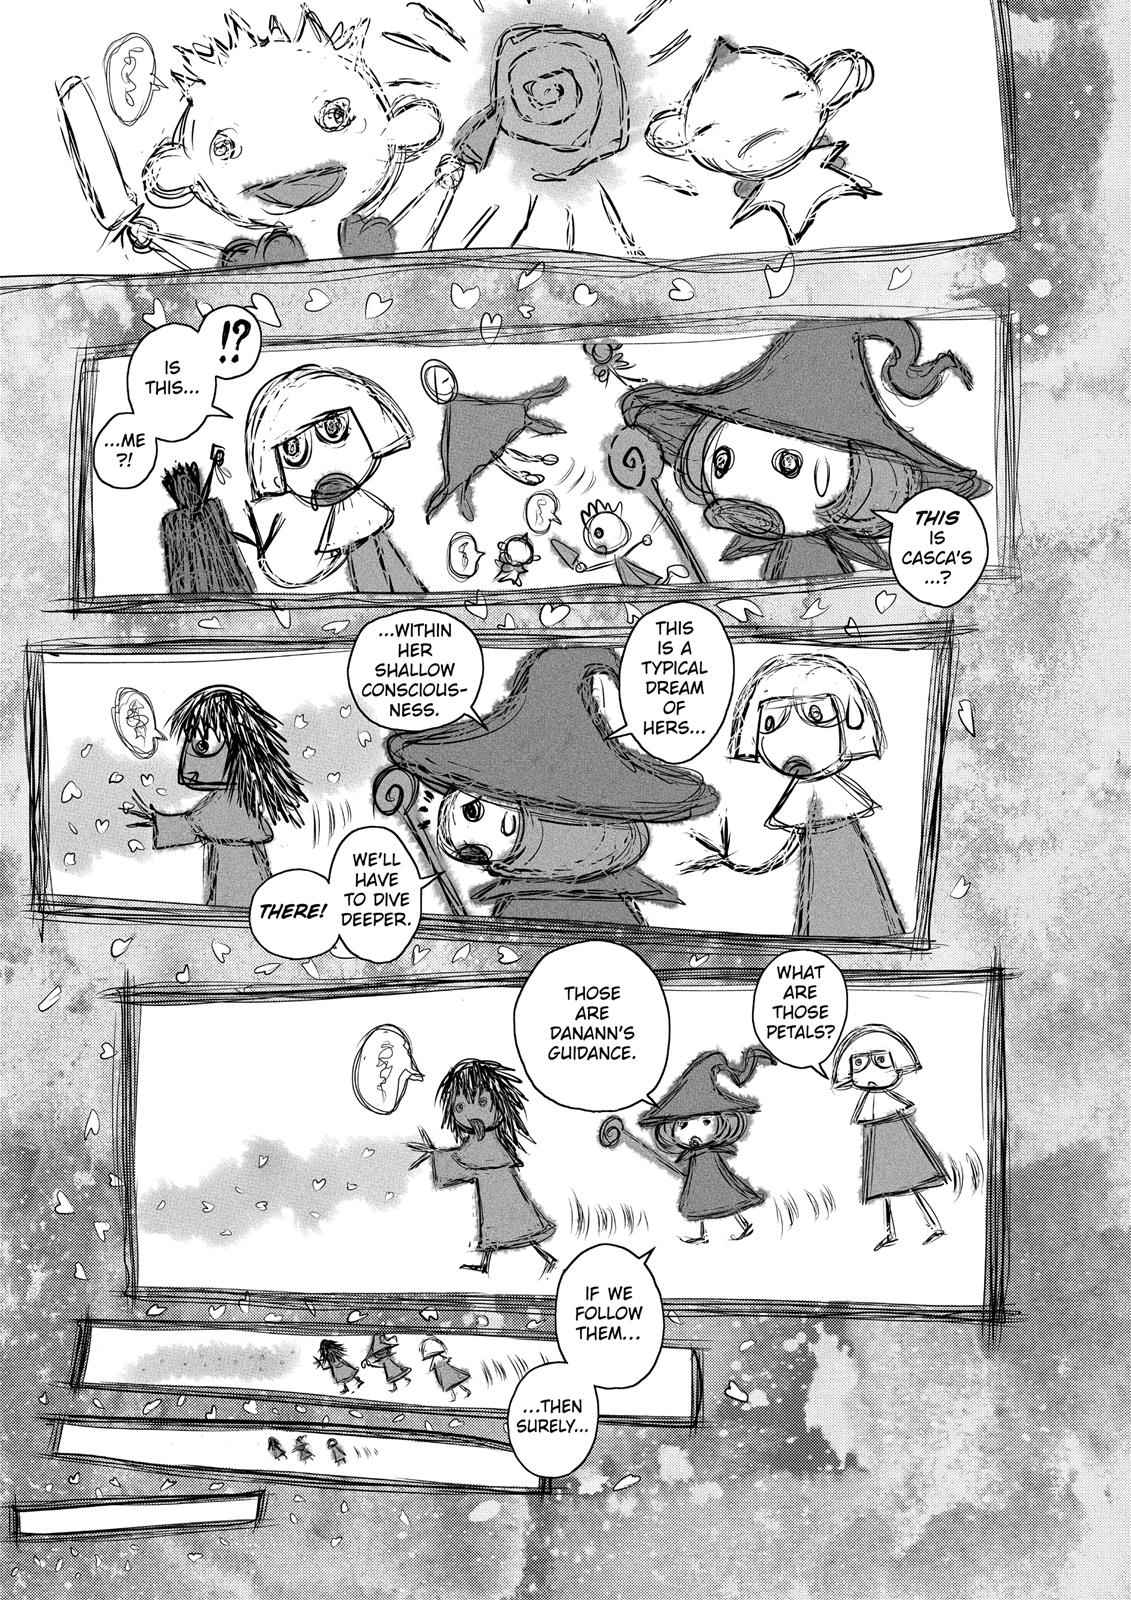 !?
IS
THIS...
...ME
?!
THIS
IS
CASCA'S
...?
THIS
IS A
TYPICAL
DREAM
OF
HERS...
...WITHIN
HER
SHALLOW
CONSCIOUS-
NESS.
WE'LL
HAVE
TO DIVE
DEEPER.
THERE!
WHAT
ARE
THOSE
PETALS?
THOSE
ARE
DANANN'S
GUIDANCE.
IF WE
FOLLOW
THEM...
...THEN
SURELY...